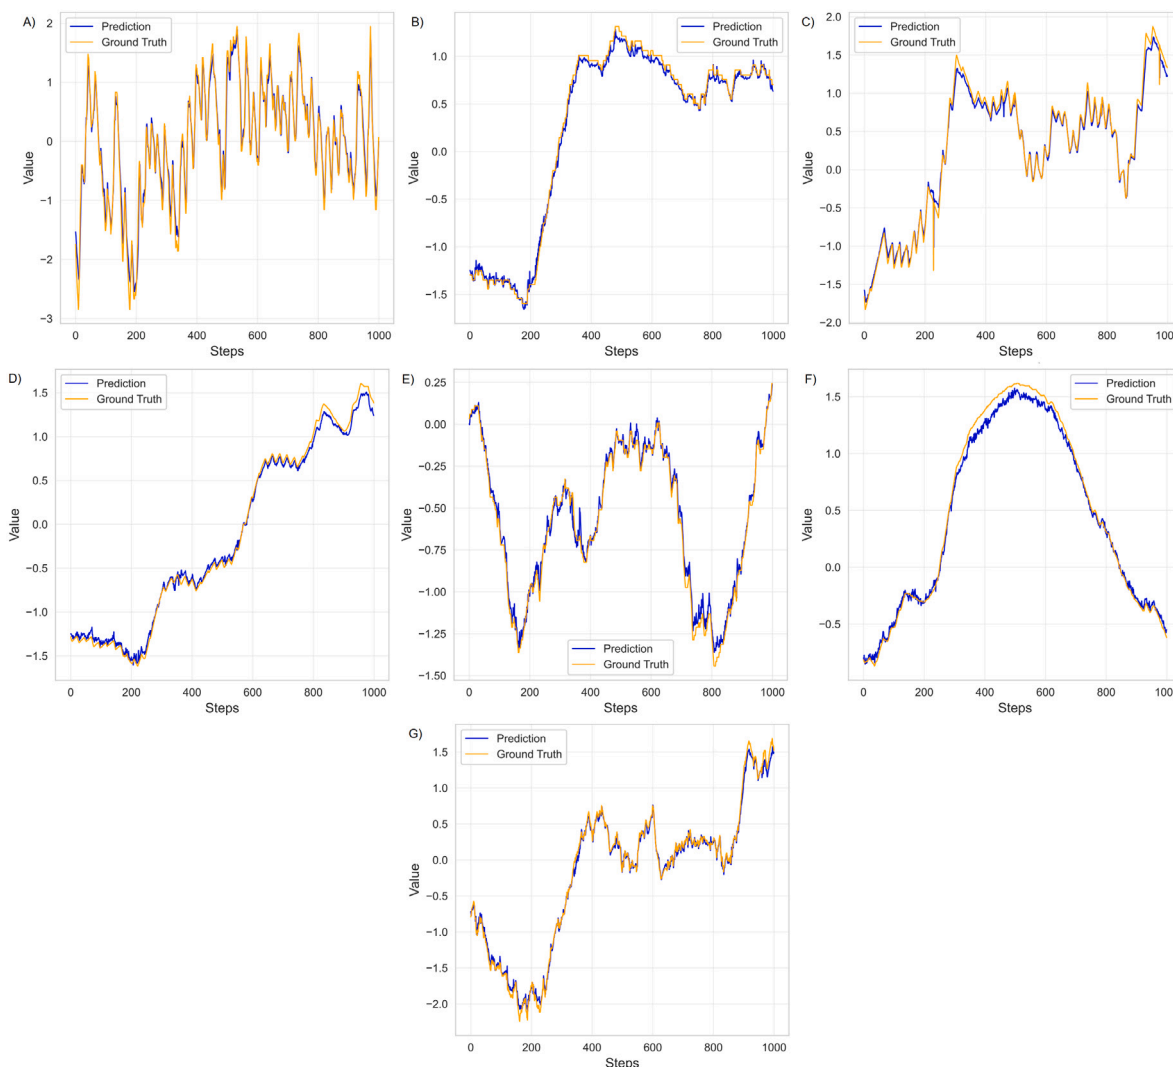 A)
Prediction
Ground Truth
2
1
0
−1
−2
−3
Value
0
200
400
600
800
1000
Steps
B)
Prediction
Ground Truth
1.0
0.5
0.0
−0.5
−1.0
−1.5
Value
0
200
400
600
800
1000
Steps
C)
Prediction
Ground Truth
2.0
1.5
1.0
0.5
0.0
−0.5
−1.0
−1.5
−2.0
Value
0
200
400
600
800
1000
Steps
D)
Prediction
Ground Truth
1.5
1.0
0.5
0.0
−0.5
−1.0
−1.5
Value
0
200
400
600
800
1000
Steps
E)
0.25
0.00
−0.25
−0.50
−0.75
−1.00
−1.25
−1.50
Value
Prediction
Ground Truth
0
200
400
600
800
1000
Steps
F)
Prediction
Ground Truth
1.5
1.0
0.5
0.0
−0.5
Value
0
200
400
600
800
1000
Steps
G)
Prediction
Ground Truth
1.5
1.0
0.5
0.0
−0.5
−1.0
−1.5
−2.0
Value
0
200
400
600
800
1000
Steps